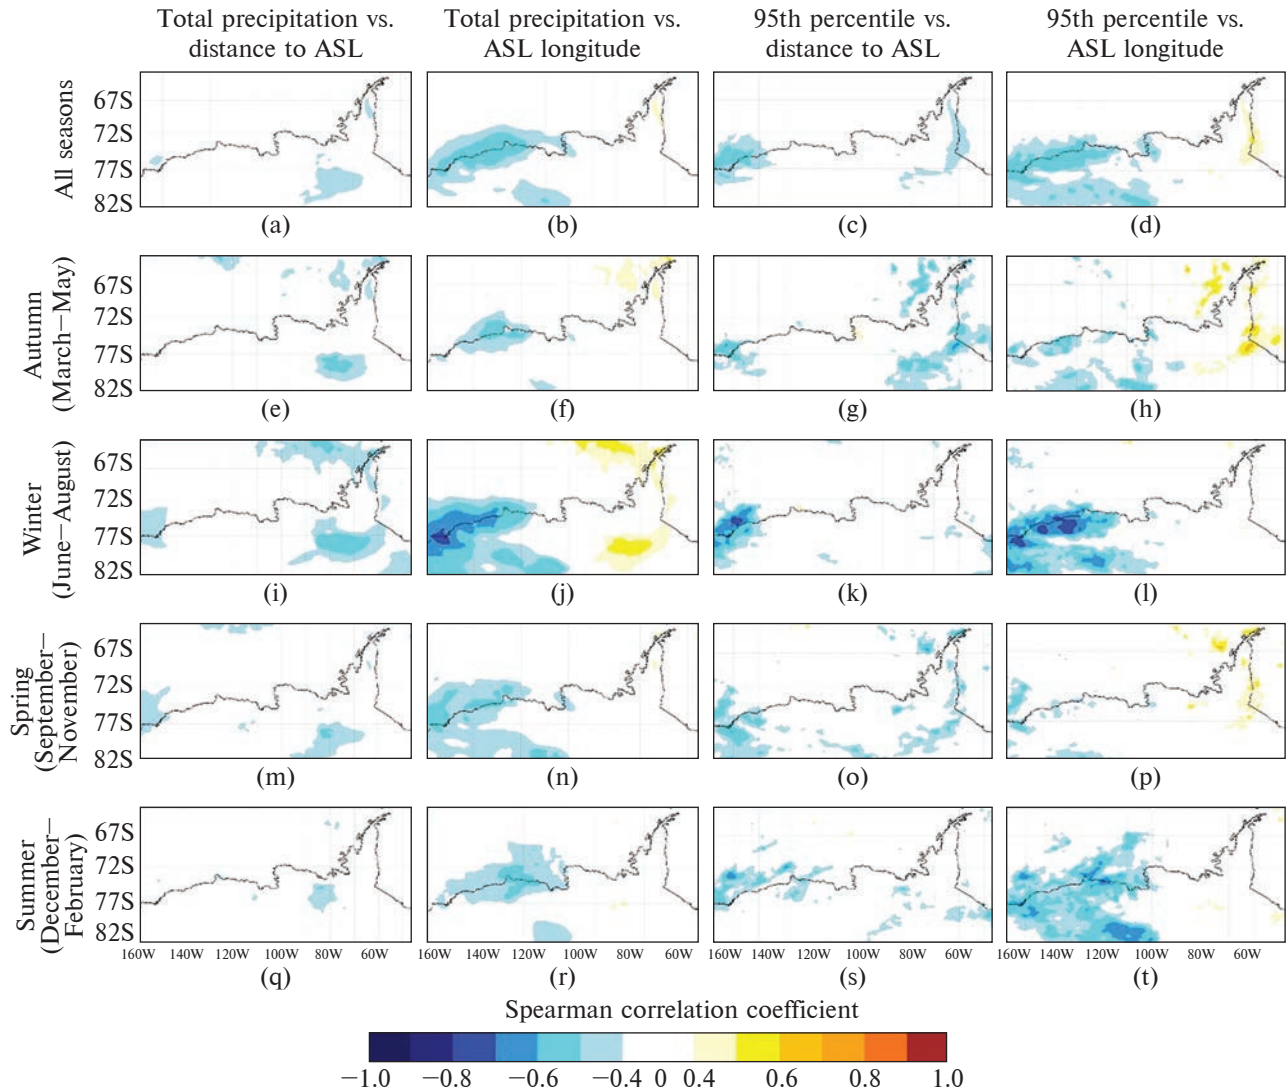 Total precipitation vs.
distance to ASL
Total precipitation vs.
ASL longitude
95th percentile vs.
distance to ASL
95th percentile vs.
ASL longitude
All seasons
67S
72S
77S
82S
(a)
(b)
(c)
(d)
Autumn
(March–May)
67S
72S
77S
82S
(e)
(f)
(g)
(h)
Winter
(June–August)
67S
72S
77S
82S
(i)
(j)
(k)
(l)
Spring
(September–
November)
67S
72S
77S
82S
(m)
(n)
(o)
(p)
Summer
(December–
February)
67S
72S
77S
82S
160W 140W 120W 100W 80W 60W
160W 140W 120W 100W 80W 60W
160W 140W 120W 100W 80W 60W
160W 140W 120W 100W 80W 60W
(q)
(r)
(s)
(t)
Spearman correlation coefficient
−1.0 −0.8 −0.6 −0.4 0 0.4 0.6 0.8 1.0